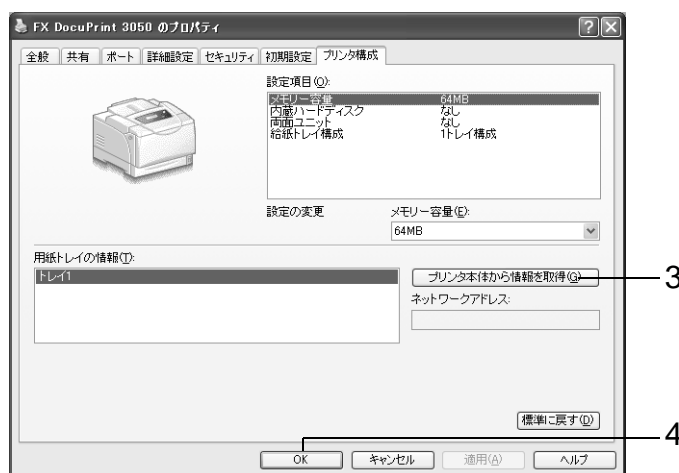 FX DocuPrint 3050 のプロパティ
全般 共有 ポート 詳細設定 セキュリティ 初期設定 プリンタ構成
設定項目(O):
メモリー容量 64MB
内蔵ハードディスク なし
両面ユニット なし
給紙トレイ構成 1トレイ構成
設定の変更 メモリー容量(E):
64MB
用紙トレイの情報(T):
トレイ1
プリンタ本体から情報を取得(G) 3
ネットワークアドレス:
標準に戻す(D)
4
OK キャンセル 適用(A) ヘルプ